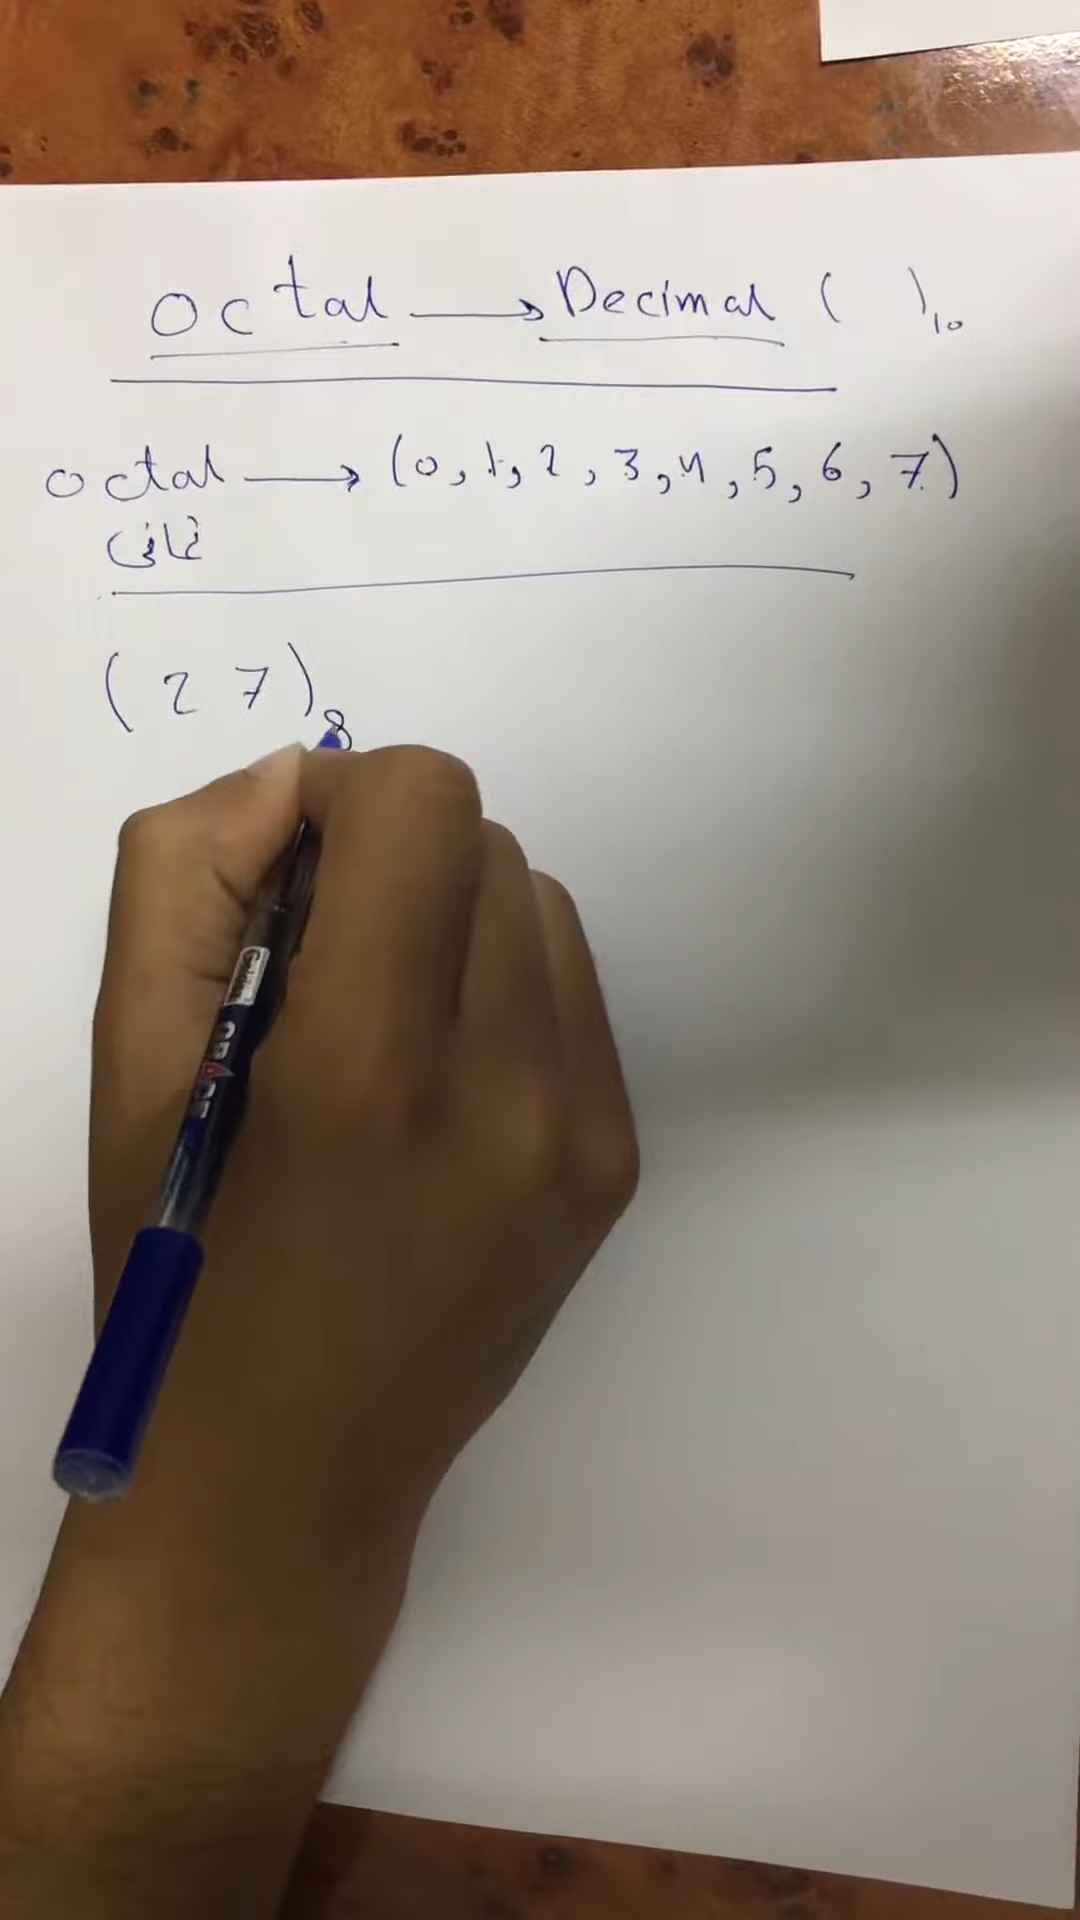 Octal → Decimal ( )₁₀
octal → (0, 1, 2, 3, 4, 5, 6, 7)
ثماني
(2 7)₈